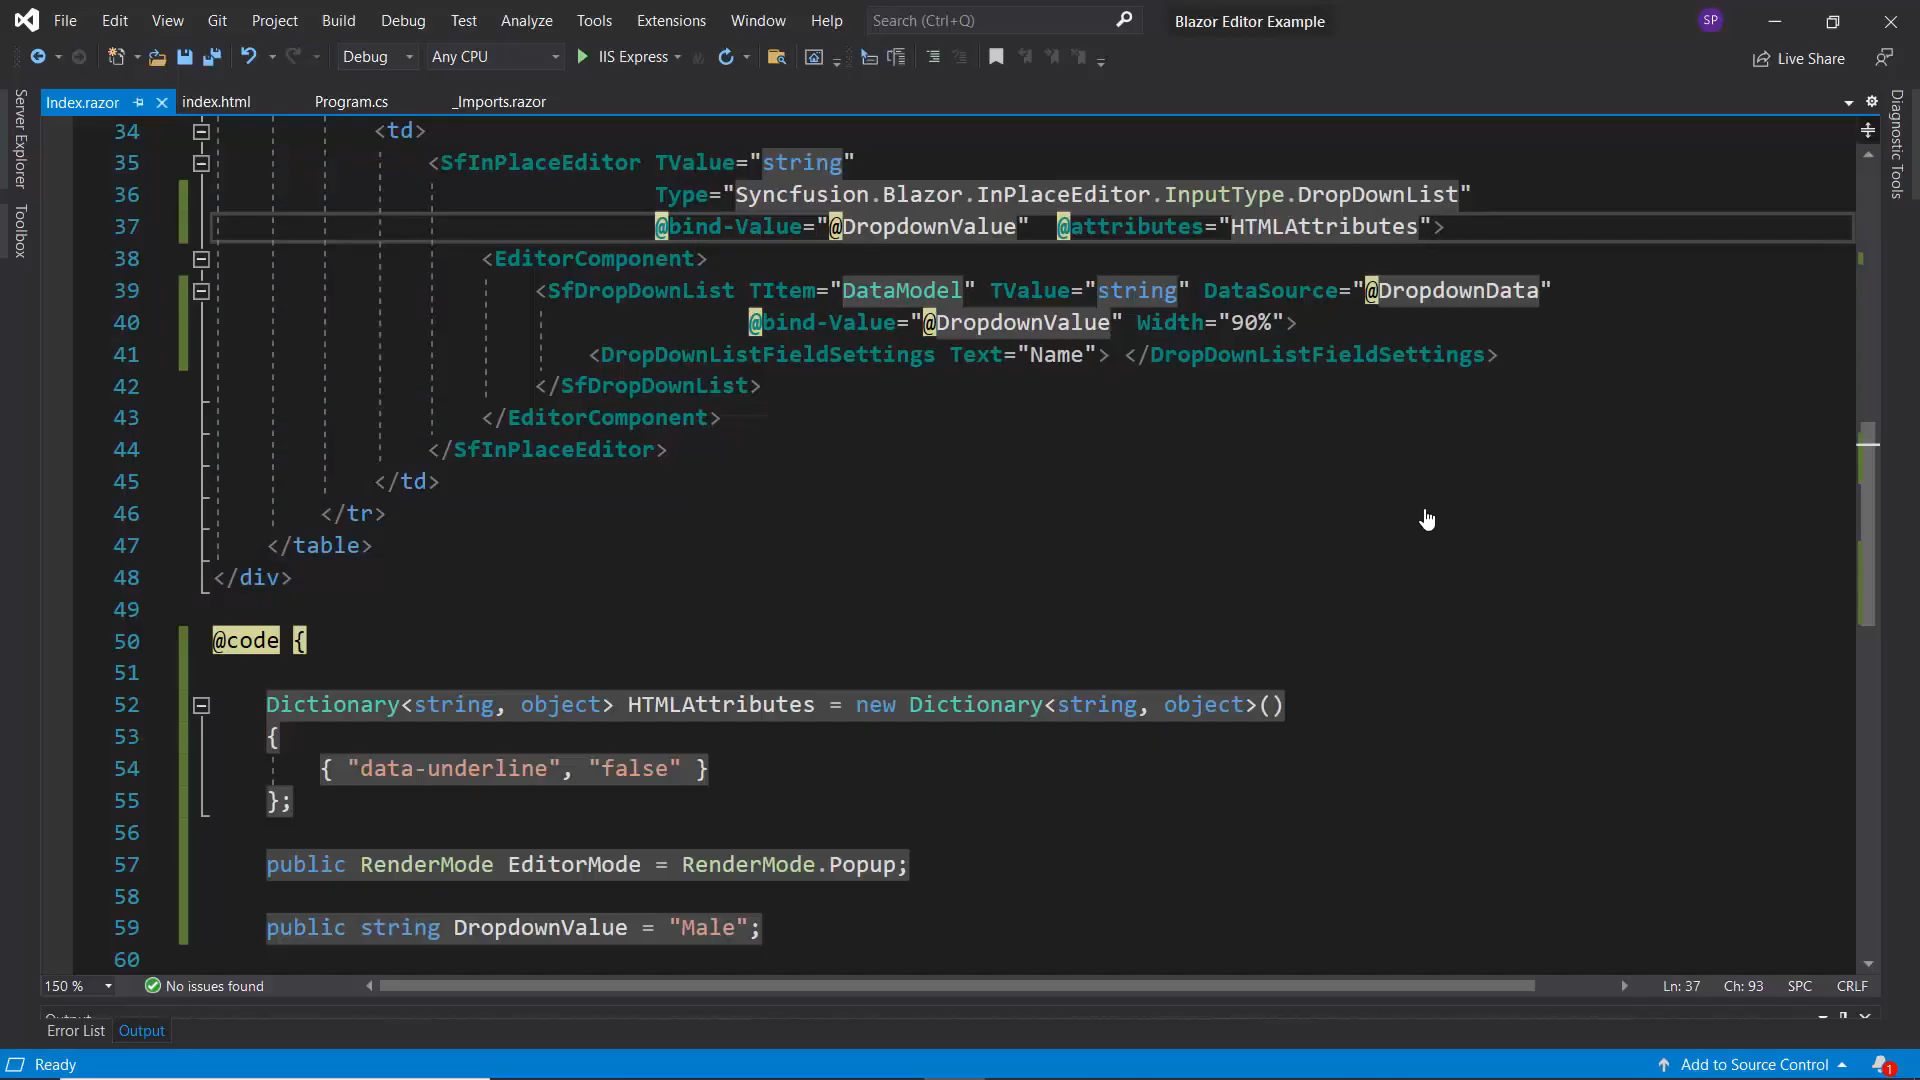 File Edit View Git Project Build Debug Test Analyze Tools Extensions Window Help Search (Ctrl+Q) Blazor Editor Example SP
Debug Any CPU IIS Express Live Share
Server Explorer
Toolbox
Diagnostic Tools
Index.razor index.html Program.cs _Imports.razor
34 <td>
35 <SfInPlaceEditor TValue="string"
36 Type="Syncfusion.Blazor.InPlaceEditor.InputType.DropDownList"
37 @bind-Value="@DropdownValue" @attributes="HTMLAttributes">
38 <EditorComponent>
39 <SfDropDownList TItem="DataModel" TValue="string" DataSource="@DropdownData"
40 @bind-Value="@DropdownValue" Width="90%">
41 <DropDownListFieldSettings Text="Name"> </DropDownListFieldSettings>
42 </SfDropDownList>
43 </EditorComponent>
44 </SfInPlaceEditor>
45 </td>
46 </tr>
47 </table>
48 </div>
49
50 @code {
51
52 Dictionary<string, object> HTMLAttributes = new Dictionary<string, object>()
53 {
54 { "data-underline", "false" }
55 };
56
57 public RenderMode EditorMode = RenderMode.Popup;
58
59 public string DropdownValue = "Male";
60
150 % No issues found Ln: 37 Ch: 93 SPC CRLF
Output
Error List Output
Ready Add to Source Control 1